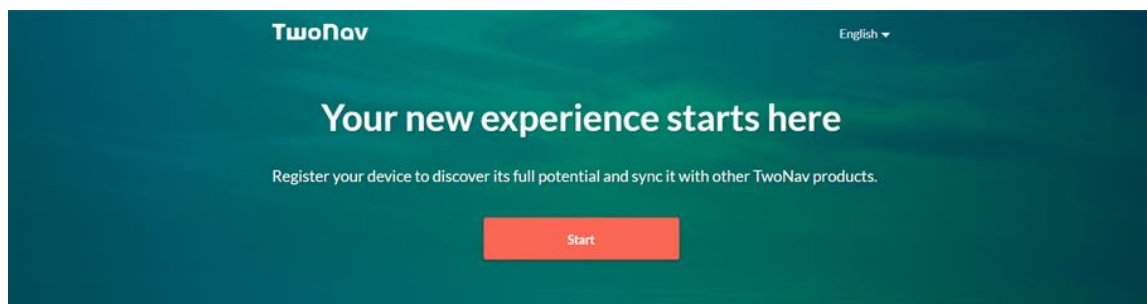 TwoNav
English
Your new experience starts here
Register your device to discover its full potential and sync it with other TwoNav products.
Start